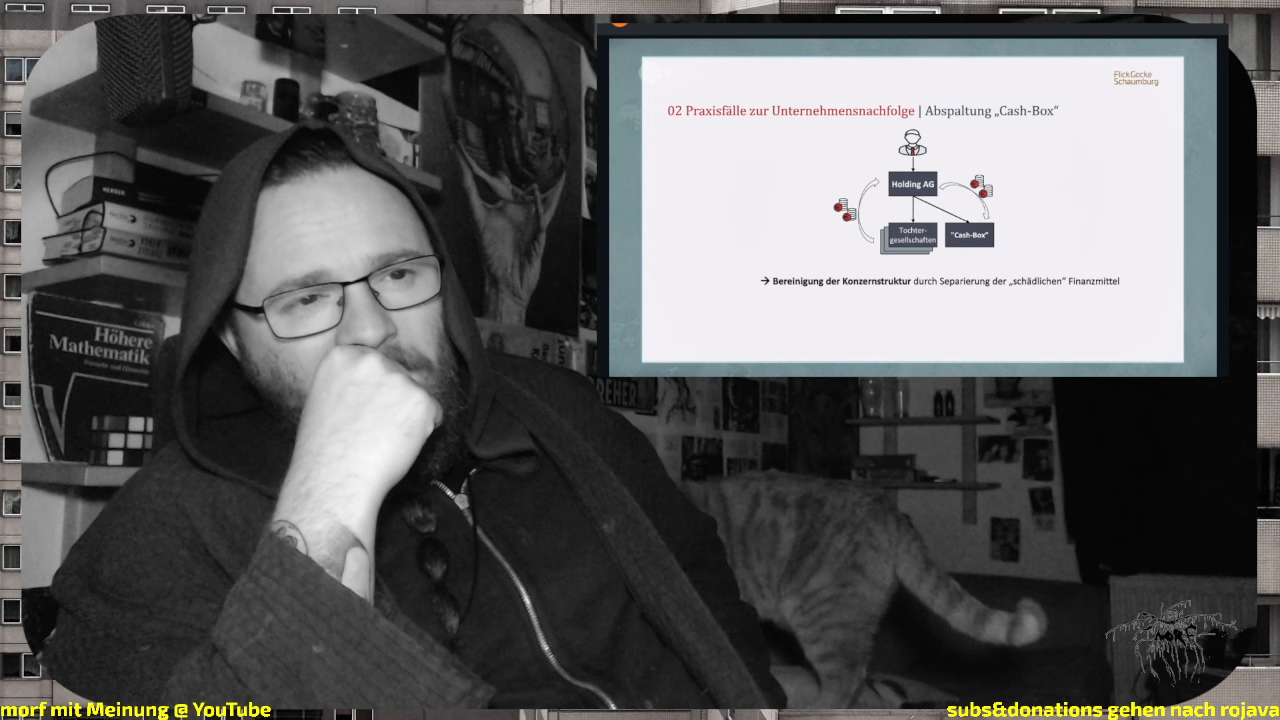 FlickGocke
Schaumburg
02 Praxisfälle zur Unternehmensnachfolge | Abspaltung „Cash-Box“
Holding AG
Tochter-
gesellschaften
"Cash-Box"
→ Bereinigung der Konzernstruktur durch Separierung der „schädlichen“ Finanzmittel
Höhere
Mathematik
DREHER
morf mit Meinung @ YouTube
subs&donations gehen nach rojava